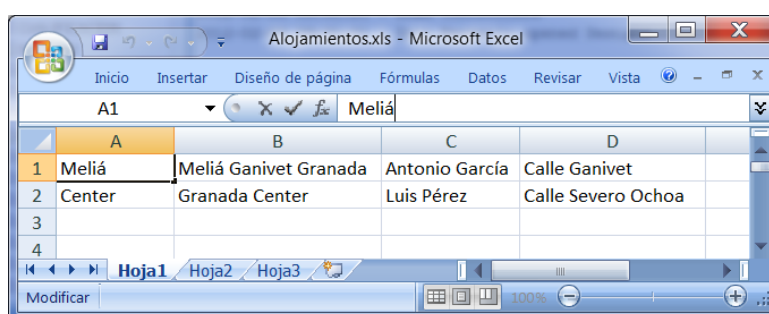 Alojamientos.xls - Microsoft Excel
Inicio Insertar Diseño de página Fórmulas Datos Revisar Vista
A1 fx Meliá
A B C D
1 Meliá Meliá Ganivet Granada Antonio García Calle Ganivet
2 Center Granada Center Luis Pérez Calle Severo Ochoa
3
4
Hoja1 Hoja2 Hoja3
Modificar 100%